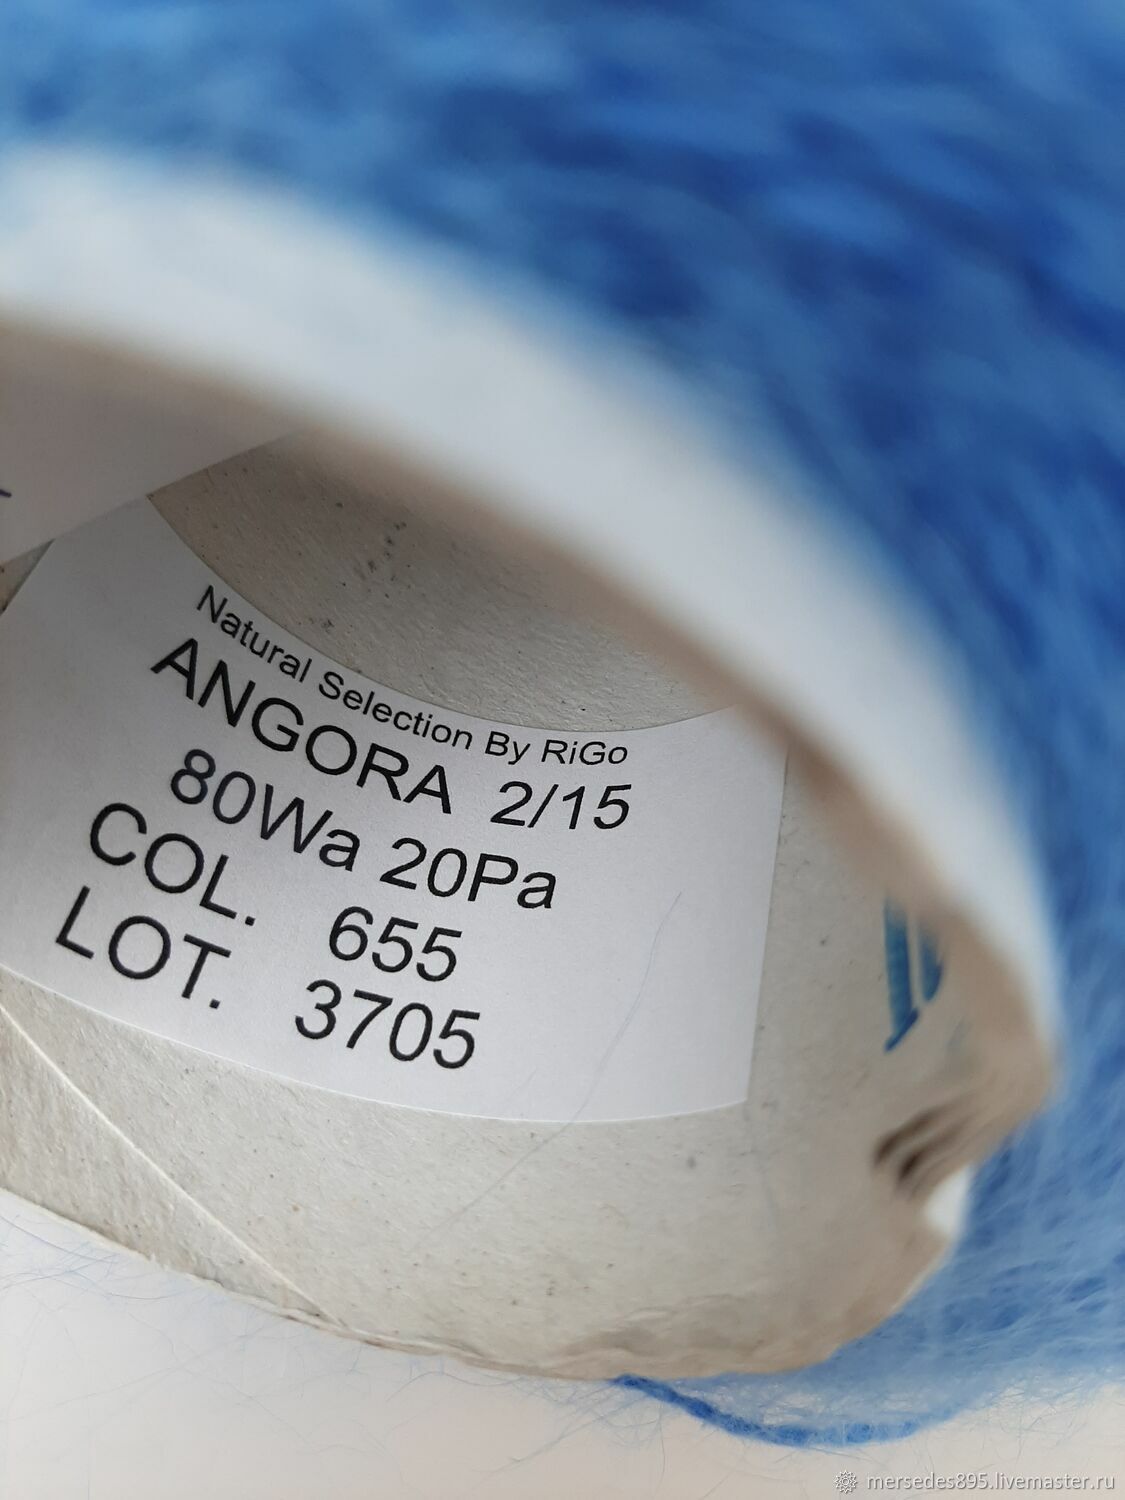 Natural Selection By RiGo
ANGORA 2/15
80Wa 20Pa
COL. 655
LOT. 3705
mersedes895.livemaster.ru